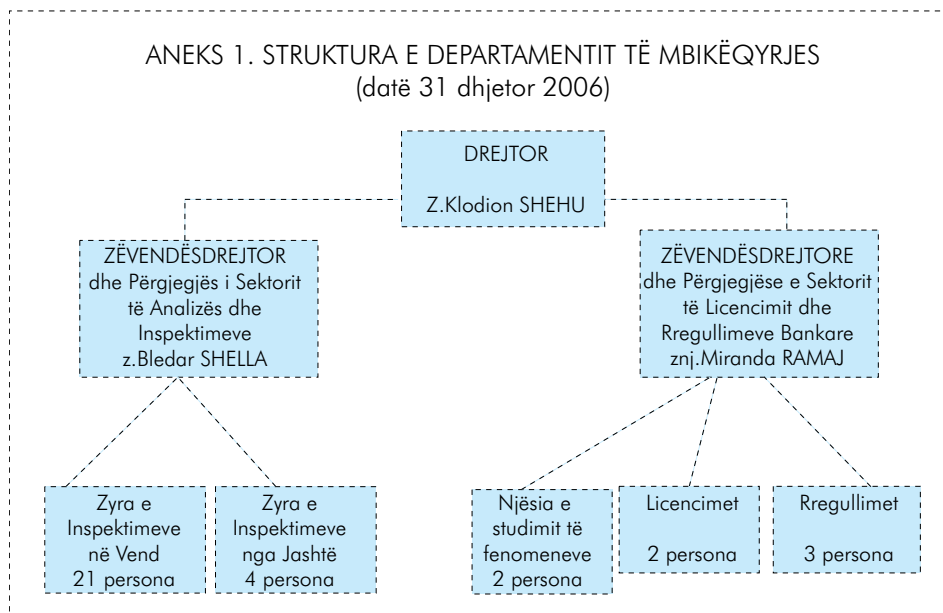 ANEKS 1. STRUKTURA E DEPARTAMENTIT TË MBIKËQYRJES
(datë 31 dhjetor 2006)
DREJTOR
Z.Klodion SHEHU
ZËVENDËSDREJTOR
dhe Përgjegjës i Sektorit
të Analizës dhe
Inspektimeve
z.Bledar SHELLA
ZËVENDËSDREJTORE
dhe Përgjegjëse e Sektorit
të Licencimit dhe
Rregullimeve Bankare
znj.Miranda RAMAJ
Zyra e
Inspektimeve
në Vend
21 persona
Zyra e
Inspektimeve
nga Jashtë
4 persona
Njësia e
studimit të
fenomeneve
2 persona
Licencimet
2 persona
Rregullimet
3 persona